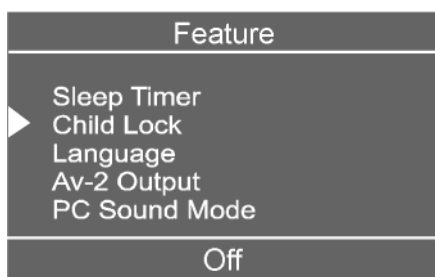 Feature
Sleep Timer
Child Lock
Language
Av-2 Output
PC Sound Mode
Off